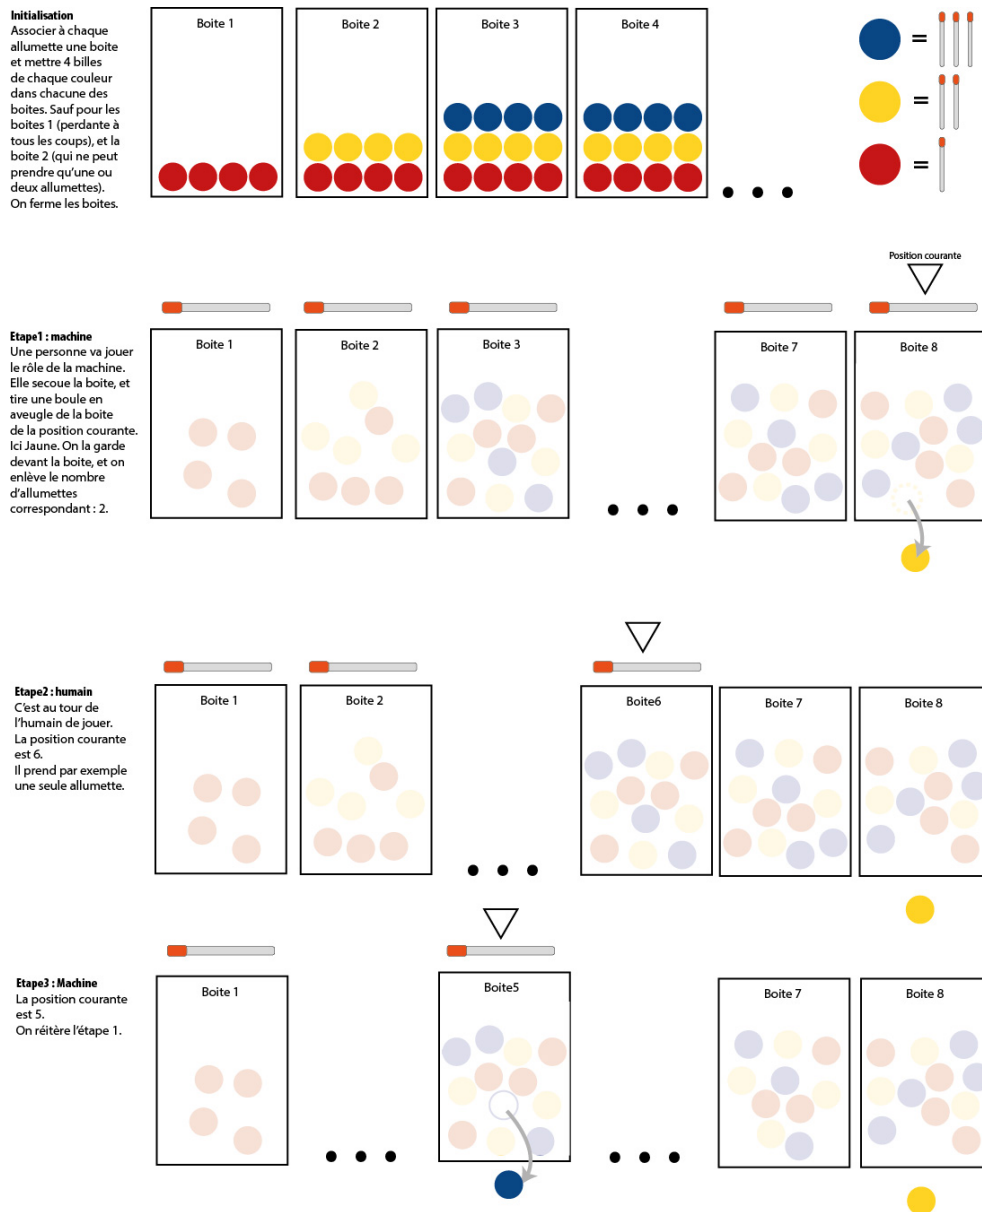 Initialisation
Associer à chaque
allumette une boite
et mettre 4 billes
de chaque couleur
dans chacune des
boites. Sauf pour les
boites 1 (perdante à
tous les coups), et la
boite 2 (qui ne peut
prendre qu'une ou
deux allumettes).
On ferme les boites.
Boite 1
Boite 2
Boite 3
Boite 4
=
=
=
Position courante
Etape1 : machine
Une personne va jouer
le rôle de la machine.
Elle secoue la boite, et
tire une boule en
aveugle de la boite
de la position courante.
Ici Jaune. On la garde
devant la boite, et on
enlève le nombre
d'allumettes
correspondant : 2.
Boite 1
Boite 2
Boite 3
Boite 7
Boite 8
Etape2 : humain
C'est au tour de
l'humain de jouer.
La position courante
est 6.
Il prend par exemple
une seule allumette.
Boite 1
Boite 2
Boite6
Boite 7
Boite 8
Etape3 : Machine
La position courante
est 5.
On réitère l'étape 1.
Boite 1
Boite5
Boite 7
Boite 8